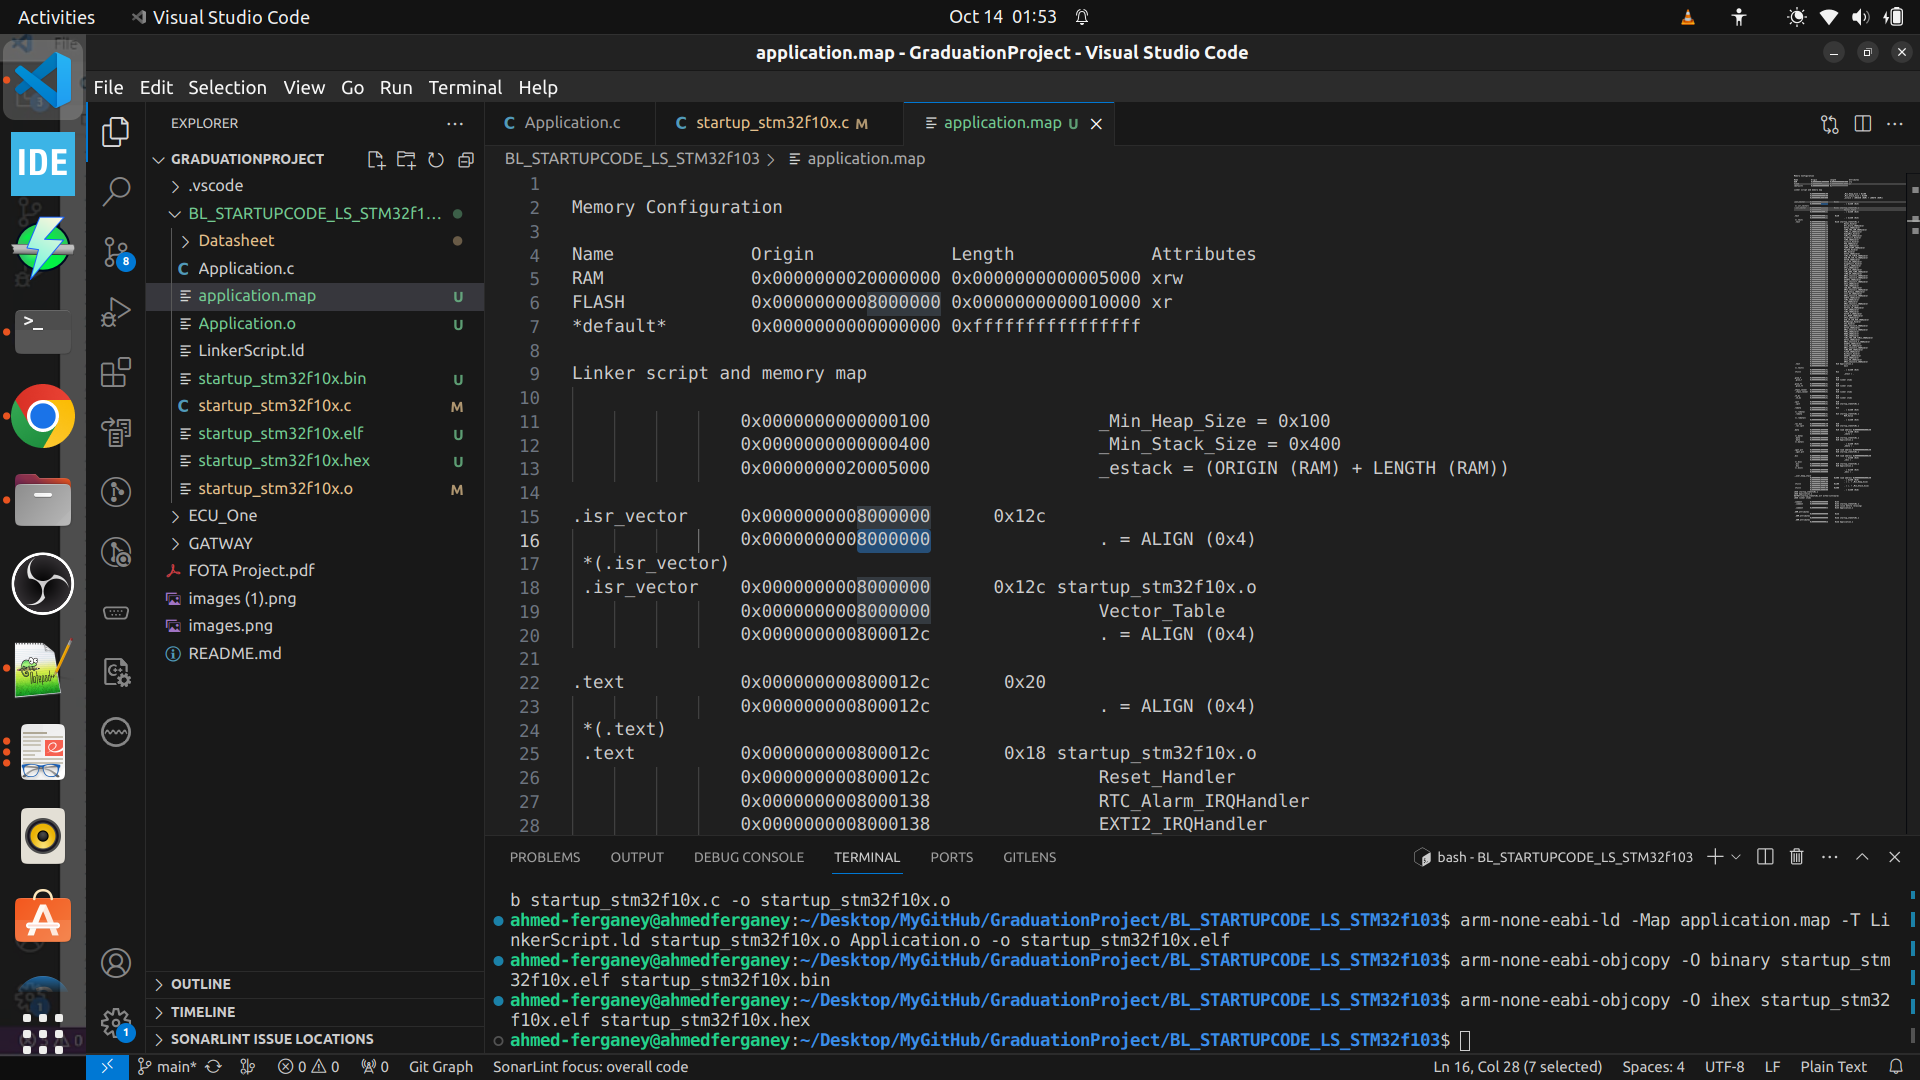 Activities
Visual Studio Code
Oct 14 01:53
application.map - GraduationProject - Visual Studio Code
File Edit Selection View Go Run Terminal Help
IDE
EXPLORER
GRADUATIONPROJECT
.vscode
BL_STARTUPCODE_LS_STM32f1...
Datasheet
C Application.c
application.map U
Application.o U
LinkerScript.ld
startup_stm32f10x.bin U
C startup_stm32f10x.c M
startup_stm32f10x.elf U
startup_stm32f10x.hex U
startup_stm32f10x.o M
ECU_One
GATWAY
FOTA Project.pdf
images (1).png
images.png
README.md
OUTLINE
TIMELINE
SONARLINT ISSUE LOCATIONS
8
1
C Application.c
C startup_stm32f10x.c M
application.map U
BL_STARTUPCODE_LS_STM32f103 > application.map
1
2 Memory Configuration
3
4 Name Origin Length Attributes
5 RAM 0x0000000020000000 0x0000000000005000 xrw
6 FLASH 0x0000000008000000 0x0000000000010000 xr
7 *default* 0x0000000000000000 0xffffffffffffffff
8
9 Linker script and memory map
10
11 0x0000000000000100 _Min_Heap_Size = 0x100
12 0x0000000000000400 _Min_Stack_Size = 0x400
13 0x0000000020005000 _estack = (ORIGIN (RAM) + LENGTH (RAM))
14
15 .isr_vector 0x0000000008000000 0x12c
16 0x0000000008000000 . = ALIGN (0x4)
17 *(.isr_vector)
18 .isr_vector 0x0000000008000000 0x12c startup_stm32f10x.o
19 0x0000000008000000 Vector_Table
20 0x000000000800012c . = ALIGN (0x4)
21
22 .text 0x000000000800012c 0x20
23 0x000000000800012c . = ALIGN (0x4)
24 *(.text)
25 .text 0x000000000800012c 0x18 startup_stm32f10x.o
26 0x000000000800012c Reset_Handler
27 0x0000000008000138 RTC_Alarm_IRQHandler
28 0x0000000008000138 EXTI2_IRQHandler
PROBLEMS OUTPUT DEBUG CONSOLE TERMINAL PORTS GITLENS
bash - BL_STARTUPCODE_LS_STM32f103
b startup_stm32f10x.c -o startup_stm32f10x.o
ahmed-ferganey@ahmedferganey:~/Desktop/MyGitHub/GraduationProject/BL_STARTUPCODE_LS_STM32f103$ arm-none-eabi-ld -Map application.map -T Li
nkerScript.ld startup_stm32f10x.o Application.o -o startup_stm32f10x.elf
ahmed-ferganey@ahmedferganey:~/Desktop/MyGitHub/GraduationProject/BL_STARTUPCODE_LS_STM32f103$ arm-none-eabi-objcopy -O binary startup_stm
32f10x.elf startup_stm32f10x.bin
ahmed-ferganey@ahmedferganey:~/Desktop/MyGitHub/GraduationProject/BL_STARTUPCODE_LS_STM32f103$ arm-none-eabi-objcopy -O ihex startup_stm32
f10x.elf startup_stm32f10x.hex
ahmed-ferganey@ahmedferganey:~/Desktop/MyGitHub/GraduationProject/BL_STARTUPCODE_LS_STM32f103$
main* 0 0 0 Git Graph SonarLint focus: overall code
Ln 16, Col 28 (7 selected) Spaces: 4 UTF-8 LF Plain Text